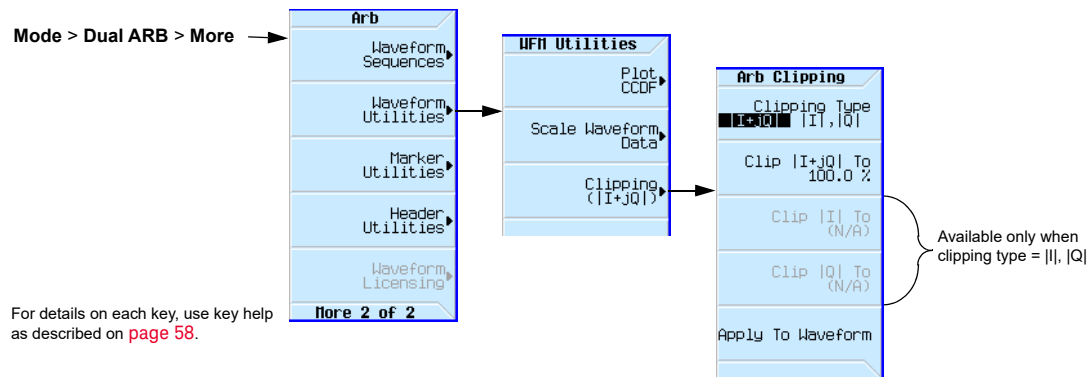 Mode > Dual ARB > More
Arb
Waveform
Sequences
Waveform
Utilities
Marker
Utilities
Header
Utilities
Waveform
Licensing
More 2 of 2
WFM Utilities
Plot
CCDF
Scale Waveform
Data
Clipping
(|I+jQ|)
Arb Clipping
Clipping Type
|I+jQ| |I|,|Q|
Clip |I+jQ| To
100.0 %
Clip |I| To
(N/A)
Clip |Q| To
(N/A)
Apply To Waveform
Available only when
clipping type = |I|, |Q|
For details on each key, use key help
as described on page 58.